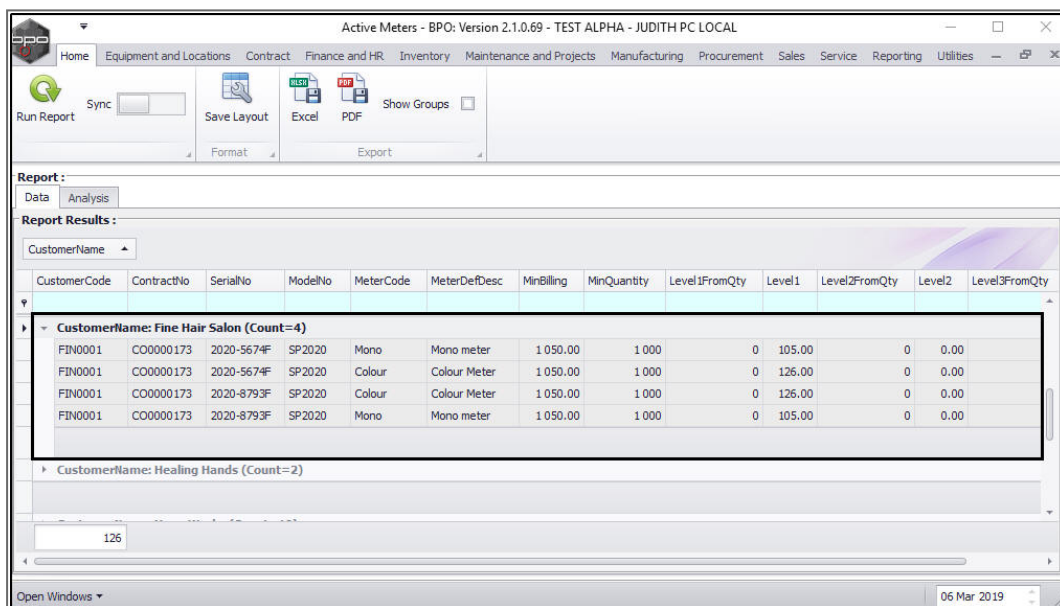 Active Meters - BPO: Version 2.1.0.69 - TEST ALPHA - JUDITH PC LOCAL
Home Equipment and Locations Contract Finance and HR Inventory Maintenance and Projects Manufacturing Procurement Sales Service Reporting Utilities
Run Report Sync Save Layout Excel PDF Show Groups
Format Export
Report :
Data Analysis
Report Results :
CustomerName
CustomerCode ContractNo SerialNo ModelNo MeterCode MeterDefDesc MinBilling MinQuantity Level1FromQty Level1 Level2FromQty Level2 Level3FromQty
CustomerName: Fine Hair Salon (Count=4)
FIN0001 CO0000173 2020-5674F SP2020 Mono Mono meter 1 050.00 1 000 0 105.00 0 0.00
FIN0001 CO0000173 2020-5674F SP2020 Colour Colour Meter 1 050.00 1 000 0 126.00 0 0.00
FIN0001 CO0000173 2020-8793F SP2020 Colour Colour Meter 1 050.00 1 000 0 126.00 0 0.00
FIN0001 CO0000173 2020-8793F SP2020 Mono Mono meter 1 050.00 1 000 0 105.00 0 0.00
CustomerName: Healing Hands (Count=2)
126
Open Windows 06 Mar 2019